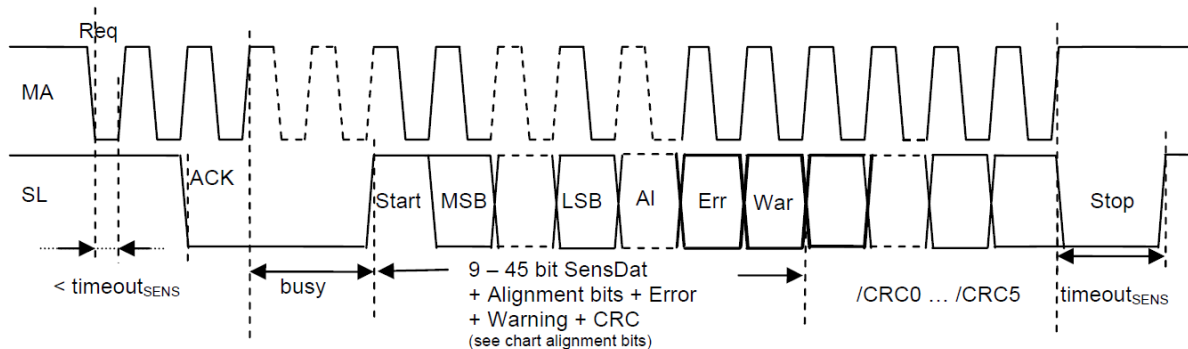 Req
MA
SL
ACK
Start
MSB
LSB
Al
Err
War
Stop
< timeoutSENS
busy
9 – 45 bit SensDat
+ Alignment bits + Error
+ Warning + CRC
(see chart alignment bits)
/CRC0 ... /CRC5
timeoutSENS